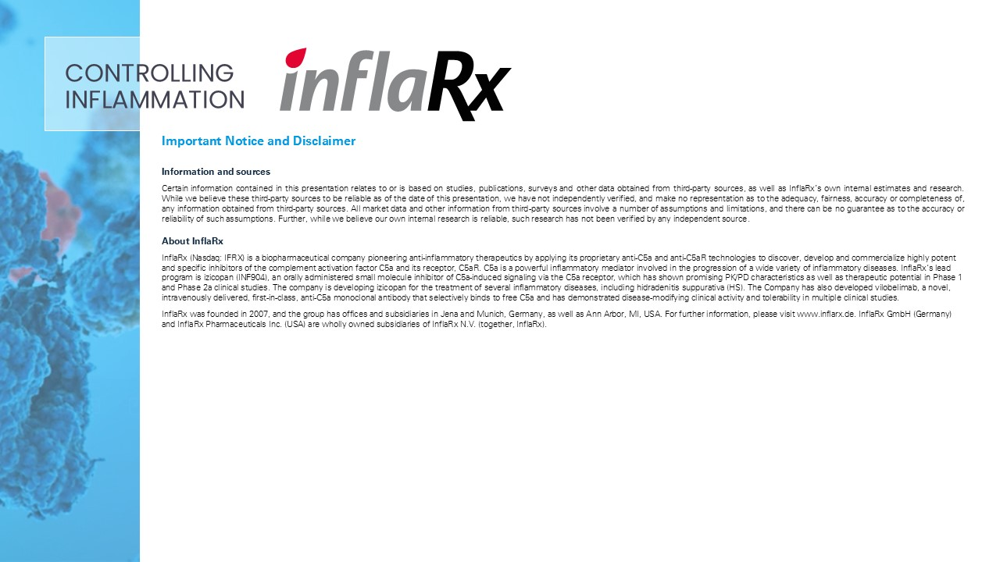 CONTROLLING
INFLAMMATION
inflaRx
Important Notice and Disclaimer
Information and sources
Certain information contained in this presentation relates to or is based on studies, publications, surveys and other data obtained from third-party sources, as well as InflaRx's own internal estimates and research.
While we believe these third-party sources to be reliable as of the date of this presentation, we have not independently verified, and make no representation as to the adequacy, fairness, accuracy or completeness of,
any information obtained from third-party sources. All market data and other information from third-party sources involve a number of assumptions and limitations, and there can be no guarantee as to the accuracy or
reliability of such assumptions. Further, while we believe our own internal research is reliable, such research has not been verified by any independent source.
About InflaRx
InflaRx (Nasdaq: IFRX) is a biopharmaceutical company pioneering anti-inflammatory therapeutics by applying its proprietary anti-C5a and anti-C5aR technologies to discover, develop and commercialize highly potent
and specific inhibitors of the complement activation factor C5a and its receptor, C5aR. C5a is a powerful inflammatory mediator involved in the progression of a wide variety of inflammatory diseases. InflaRx's lead
program is izicopan (INF904), an orally administered small molecule inhibitor of C5a-induced signaling via the C5a receptor, which has shown promising PK/PD characteristics as well as therapeutic potential in Phase 1
and Phase 2a clinical studies. The company is developing izicopan for the treatment of several inflammatory diseases, including hidradenitis suppurativa (HS). The Company has also developed vilobelimab, a novel,
intravenously delivered, first-in-class, anti-C5a monoclonal antibody that selectively binds to free C5a and has demonstrated disease-modifying clinical activity and tolerability in multiple clinical studies.
InflaRx was founded in 2007, and the group has offices and subsidiaries in Jena and Munich, Germany, as well as Ann Arbor, MI, USA. For further information, please visit www.inflarx.de. InflaRx GmbH (Germany)
and InflaRx Pharmaceuticals Inc. (USA) are wholly owned subsidiaries of InflaRx N.V. (together, InflaRx).